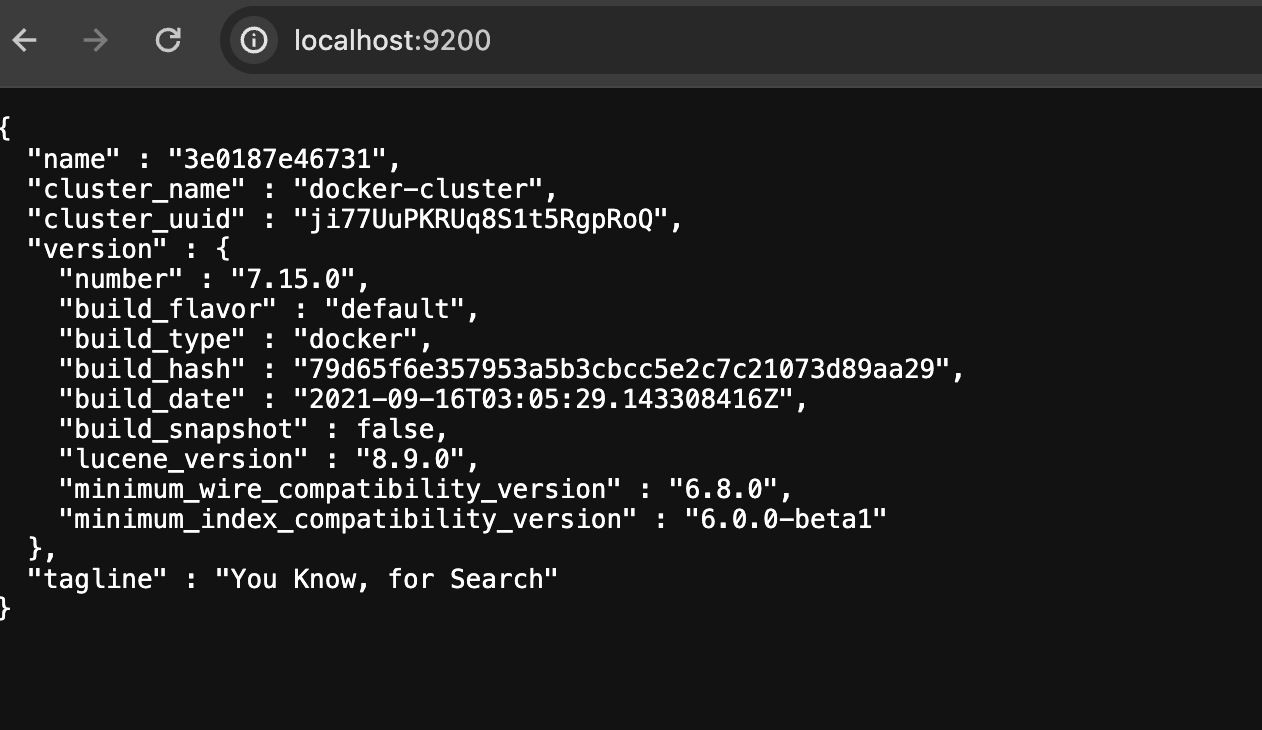 localhost:9200
{
  "name" : "3e0187e46731",
  "cluster_name" : "docker-cluster",
  "cluster_uuid" : "ji77UuPKRUq8S1t5RgpRoQ",
  "version" : {
    "number" : "7.15.0",
    "build_flavor" : "default",
    "build_type" : "docker",
    "build_hash" : "79d65f6e357953a5b3cbcc5e2c7c21073d89aa29",
    "build_date" : "2021-09-16T03:05:29.143308416Z",
    "build_snapshot" : false,
    "lucene_version" : "8.9.0",
    "minimum_wire_compatibility_version" : "6.8.0",
    "minimum_index_compatibility_version" : "6.0.0-beta1"
  },
  "tagline" : "You Know, for Search"
}